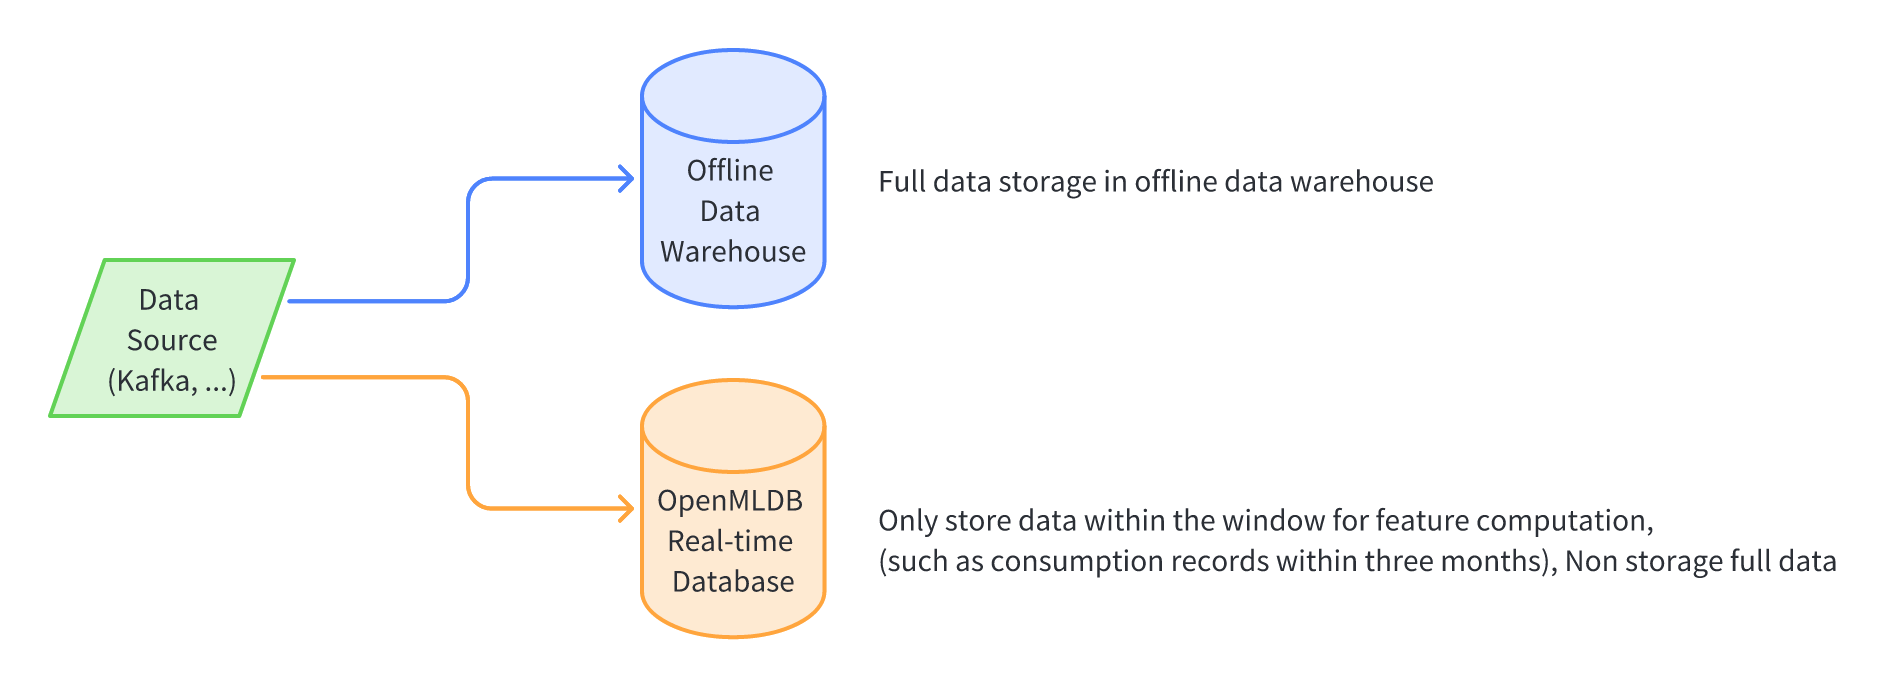 Offline
Data
Warehouse
Full data storage in offline data warehouse
Data
Source
(Kafka, ...)
OpenMLDB
Real-time
Database
Only store data within the window for feature computation,
(such as consumption records within three months), Non storage full data